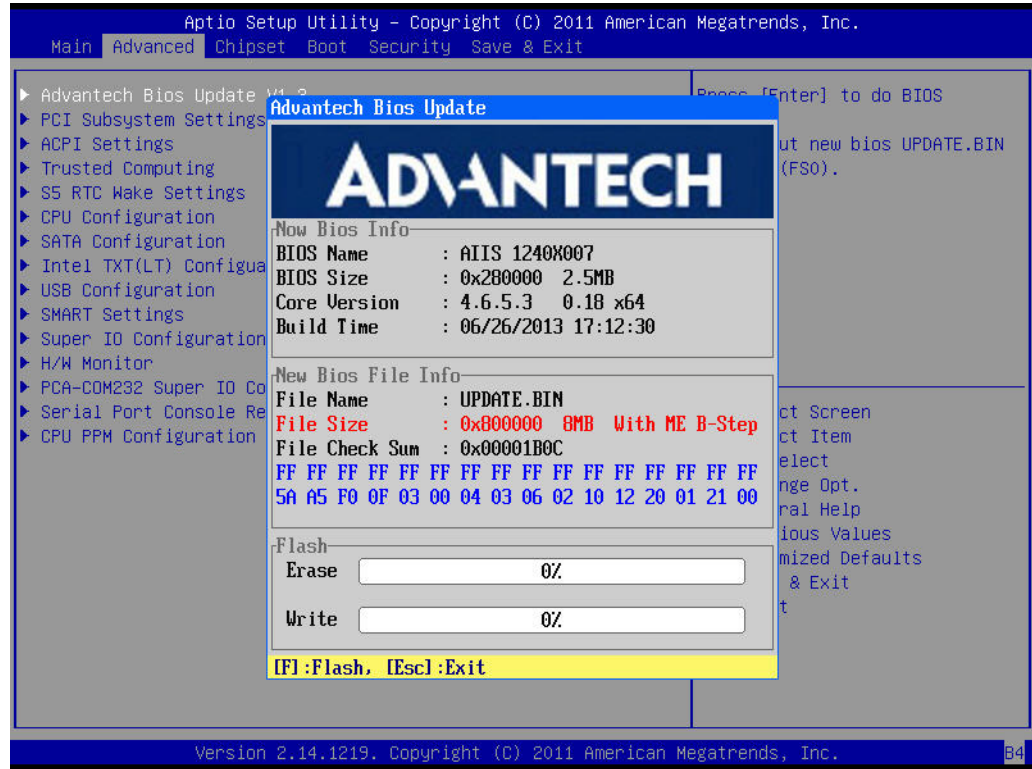 Aptio Setup Utility – Copyright (C) 2011 American Megatrends, Inc.
Main Advanced Chipset Boot Security Save & Exit
Advantech Bios Update
PCI Subsystem Settings
ACPI Settings
Trusted Computing
S5 RTC Wake Settings
CPU Configuration
SATA Configuration
Intel TXT(LT) Configua
USB Configuration
SMART Settings
Super IO Configuration
H/W Monitor
PCA-COM232 Super IO Co
Serial Port Console Re
CPU PPM Configuration
Advantech Bios Update
ADVANTECH
Now Bios Info
BIOS Name : AIIS 1240X007
BIOS Size : 0x280000 2.5MB
Core Version : 4.6.5.3 0.18 x64
Build Time : 06/26/2013 17:12:30
New Bios File Info
File Name : UPDATE.BIN
File Size : 0x800000 8MB With ME B-Step
File Check Sum : 0x00001B0C
FF FF FF FF FF FF FF FF FF FF FF FF FF FF FF FF
5A A5 F0 0F 03 00 04 03 06 02 10 12 20 01 21 00
Flash
Erase 0%
Write 0%
[F]:Flash, [Esc]:Exit
Press [Enter] to do BIOS
ut new bios UPDATE.BIN
(FS0).
ct Screen
ct Item
elect
nge Opt.
ral Help
ious Values
mized Defaults
& Exit
t
Version 2.14.1219. Copyright (C) 2011 American Megatrends, Inc.
B4